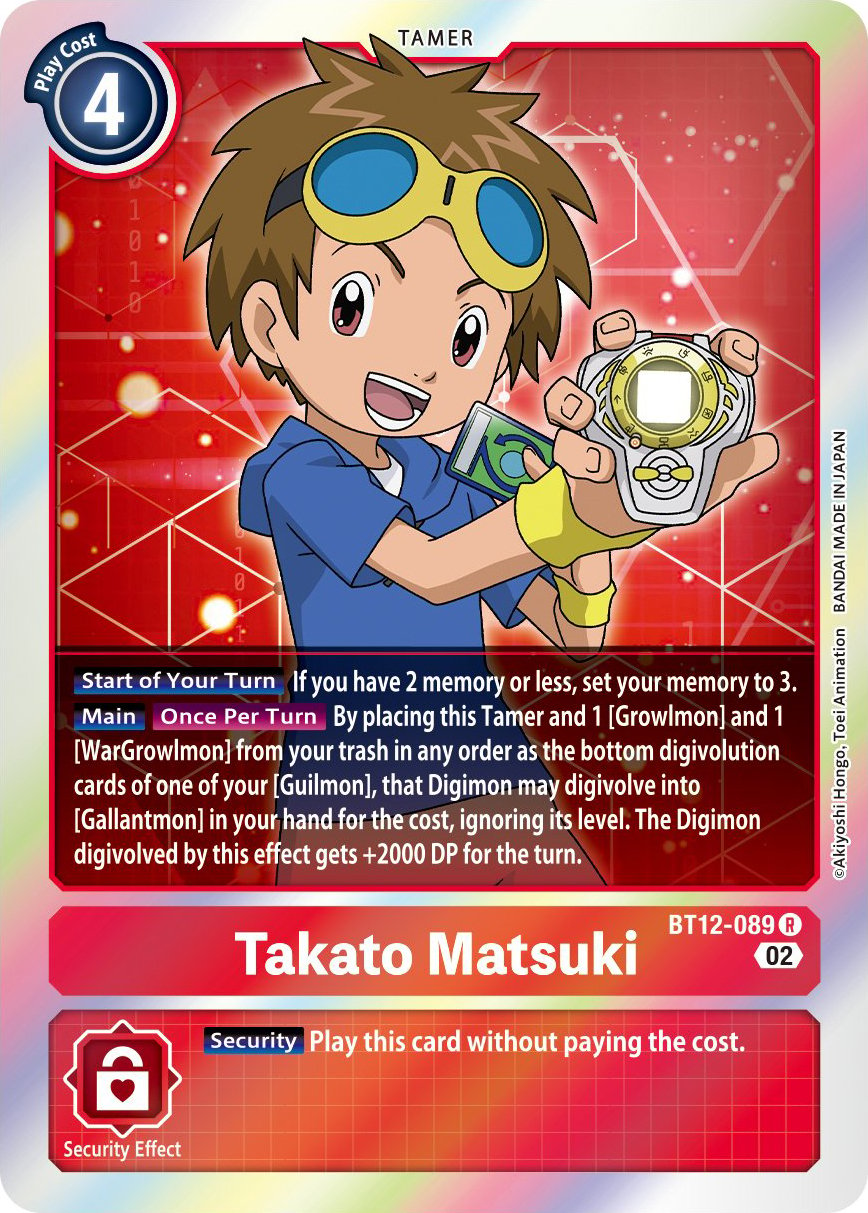 TAMER
Play Cost
4
Start of Your Turn If you have 2 memory or less, set your memory to 3.
Main Once Per Turn By placing this Tamer and 1 [Growlmon] and 1
[WarGrowlmon] from your trash in any order as the bottom digivolution
cards of one of your [Guilmon], that Digimon may digivolve into
[Gallantmon] in your hand for the cost, ignoring its level. The Digimon
digivolved by this effect gets +2000 DP for the turn.
©Akiyoshi Hongo, Toei Animation BANDAI MADE IN JAPAN
BT12-089 R
Takato Matsuki
02
Security Play this card without paying the cost.
Security Effect